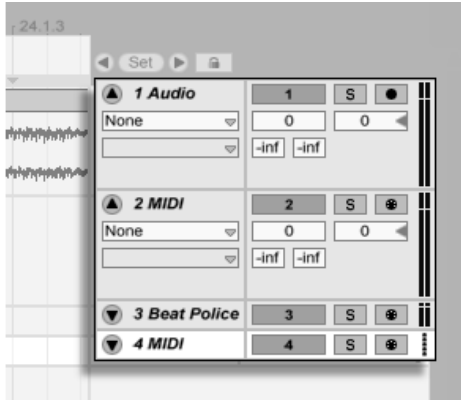 24.1.3
Set
1 Audio 1 S
None 0 0
-inf -inf
2 MIDI 2 S
None 0 0
-inf -inf
3 Beat Police 3 S
4 MIDI 4 S